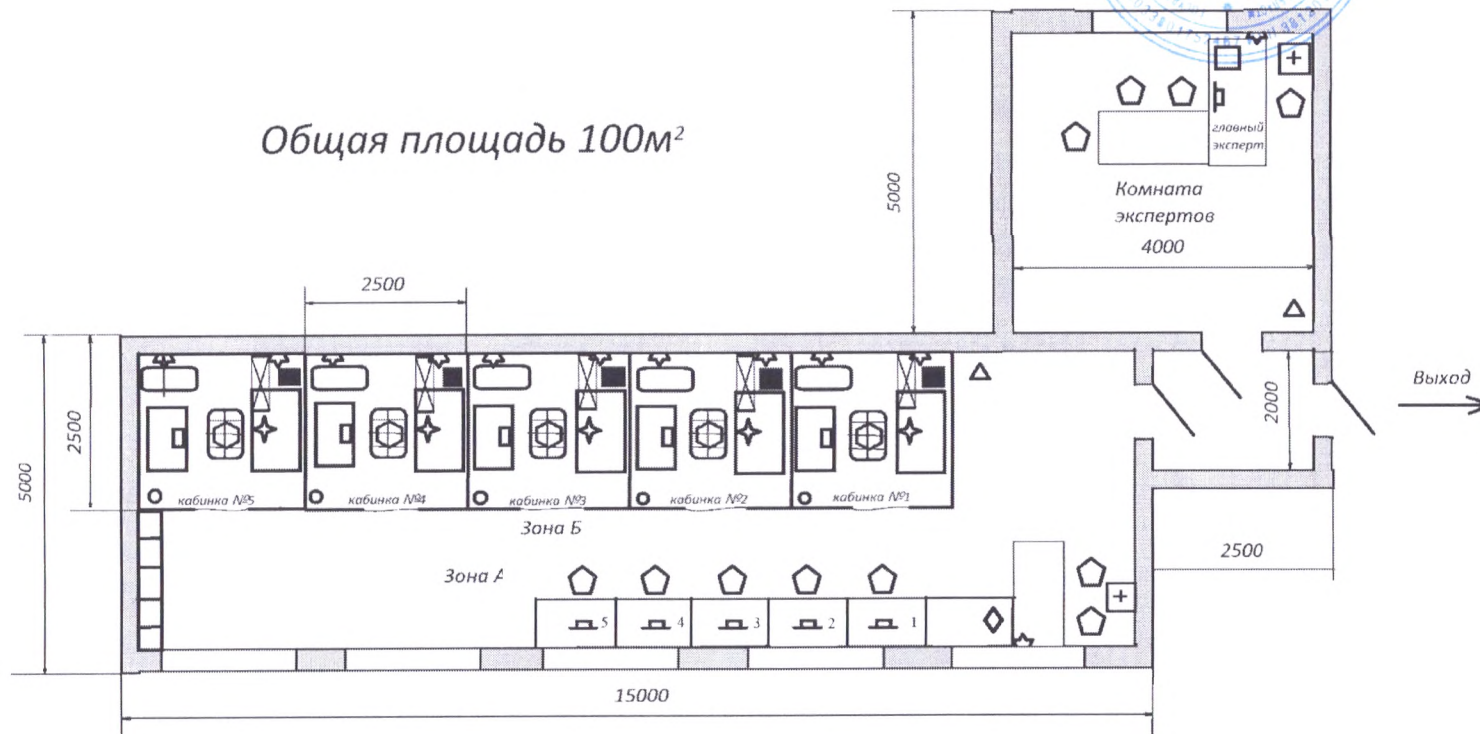 Общая площадь 100м²
5000
главный
эксперт
Комната
экспертов
4000
2500
5000
2500
2000
Выход
кабинка №5
кабинка №4
кабинка №3
кабинка №2
кабинка №1
Зона Б
Зона А
2500
5
4
3
2
1
15000